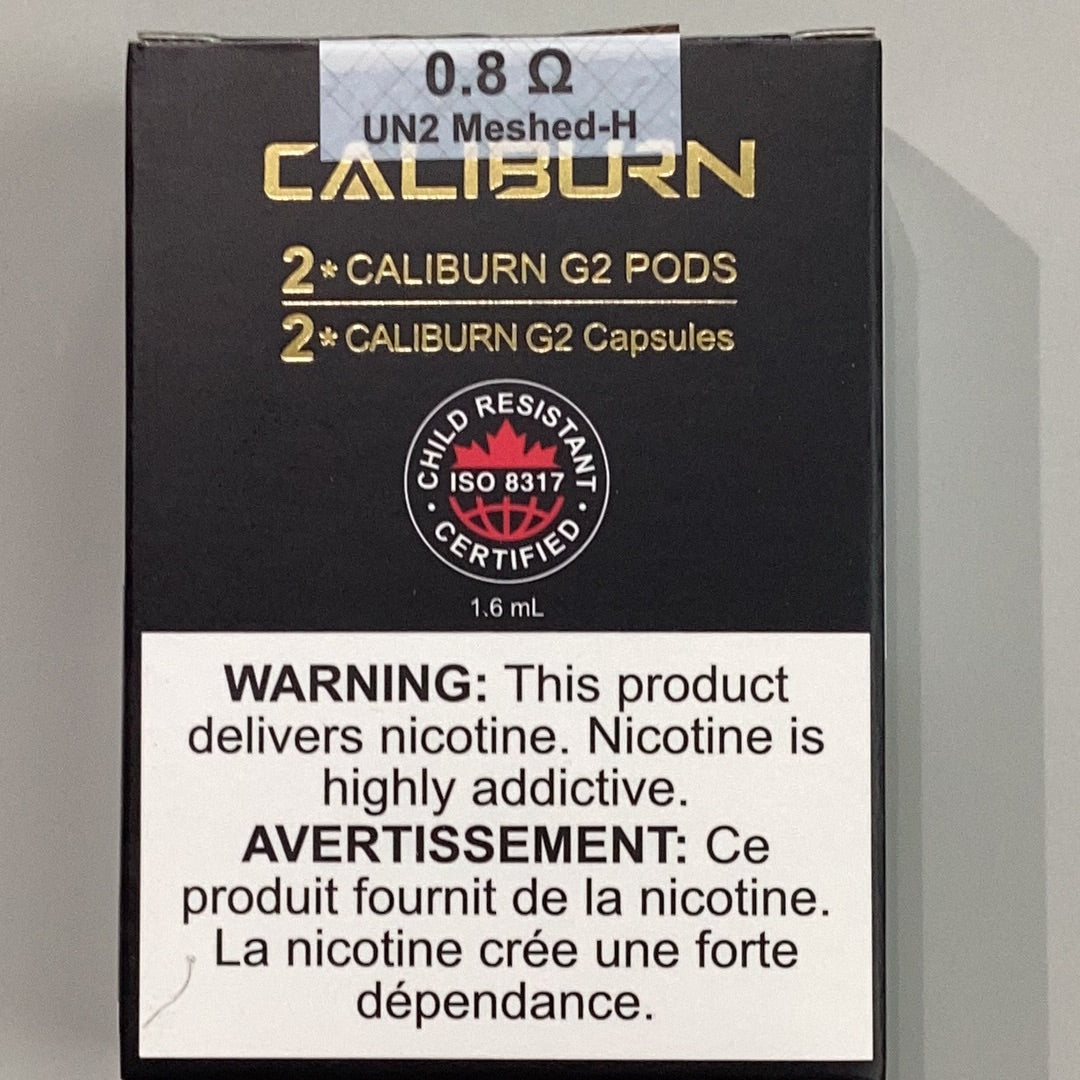 0.8 Ω
UN2 Meshed-H
CALIBURN
2* CALIBURN G2 PODS
2* CALIBURN G2 Capsules
CHILD RESISTANT
ISO 8317
• CERTIFIED •
1.6 mL
WARNING: This product
delivers nicotine. Nicotine is
highly addictive.
AVERTISSEMENT: Ce
produit fournit de la nicotine.
La nicotine crée une forte
dépendance.